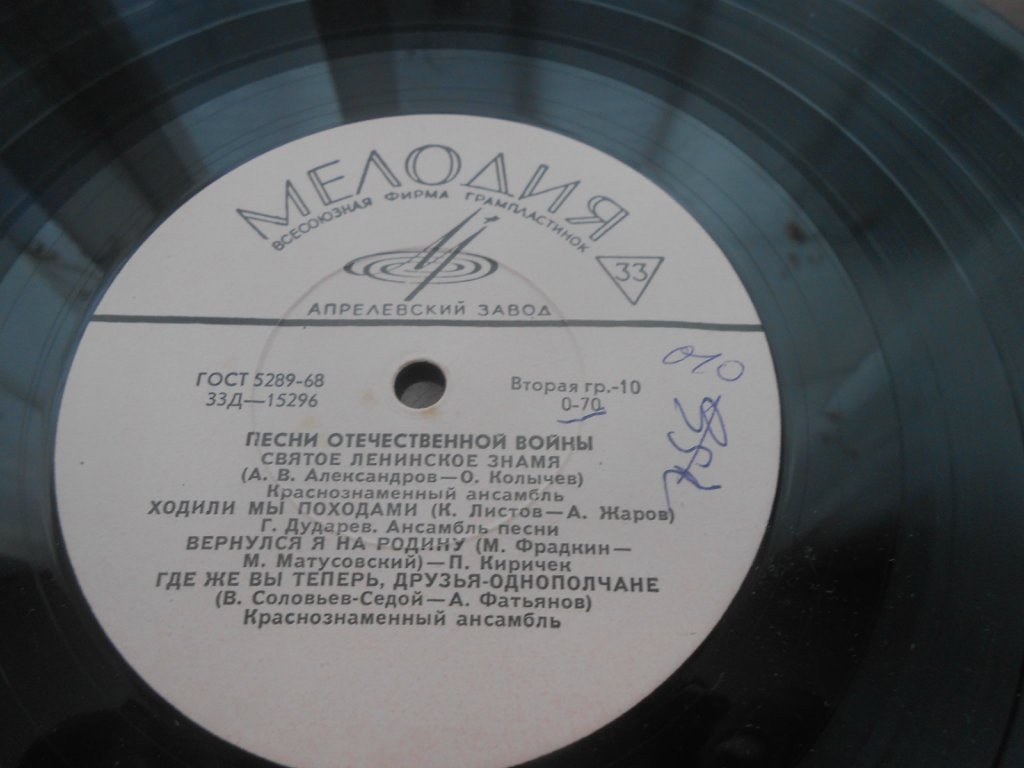 МЕЛОДИЯ
ВСЕСОЮЗНАЯ ФИРМА ГРАМПЛАСТИНОК
33
АПРЕЛЕВСКИЙ ЗАВОД
ГОСТ 5289-68
33Д—15296
Вторая гр.-10
0-70
ПЕСНИ ОТЕЧЕСТВЕННОЙ ВОЙНЫ
СВЯТОЕ ЛЕНИНСКОЕ ЗНАМЯ
(А. В. Александров—О. Колычев)
Краснознаменный ансамбль
ХОДИЛИ МЫ ПОХОДАМИ (К. Листов—А. Жаров)
Г. Дударев. Ансамбль песни
ВЕРНУЛСЯ Я НА РОДИНУ (М. Фрадкин—
М. Матусовский)—П. Киричек
ГДЕ ЖЕ ВЫ ТЕПЕРЬ, ДРУЗЬЯ-ОДНОПОЛЧАНЕ
(В. Соловьев-Седой—А. Фатьянов)
Краснознаменный ансамбль